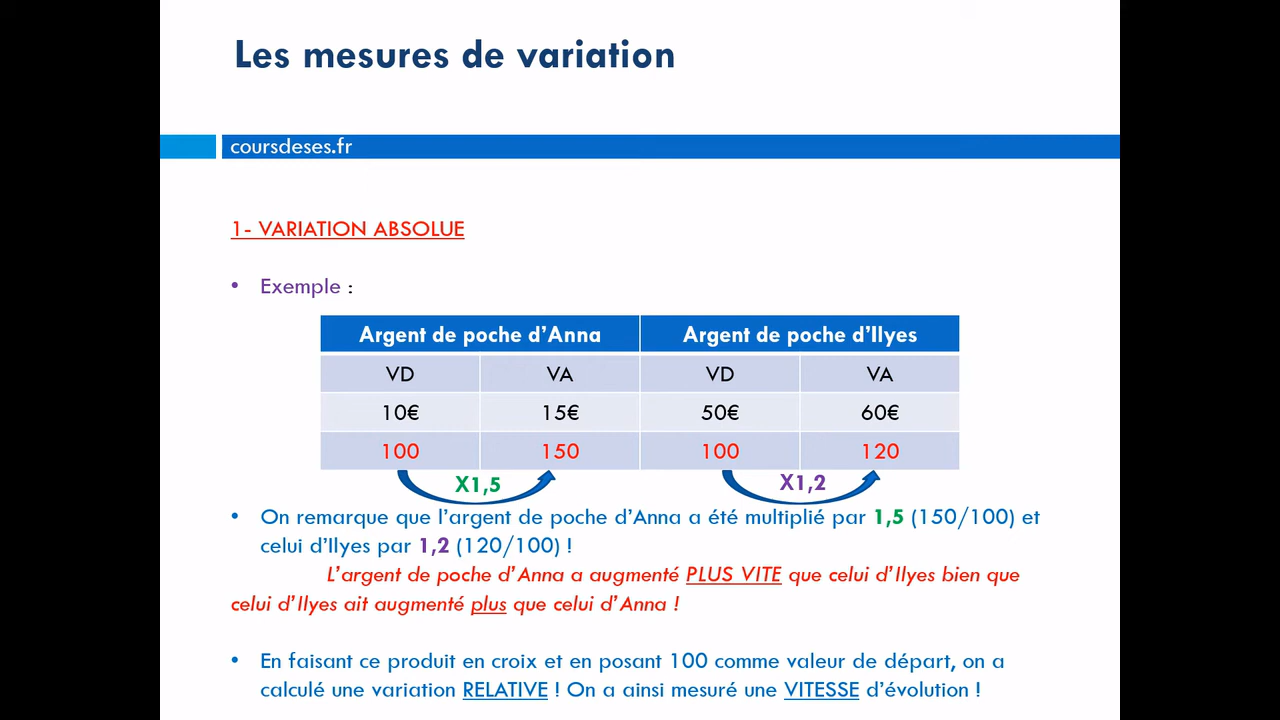 Les mesures de variation
coursdeses.fr
1- VARIATION ABSOLUE
• Exemple :
Argent de poche d'Anna Argent de poche d'Ilyes
VD VA VD VA
10€ 15€ 50€ 60€
100 150 100 120
X1,5 X1,2
• On remarque que l'argent de poche d'Anna a été multiplié par 1,5 (150/100) et
celui d'Ilyes par 1,2 (120/100) !
L'argent de poche d'Anna a augmenté PLUS VITE que celui d'Ilyes bien que
celui d'Ilyes ait augmenté plus que celui d'Anna !
• En faisant ce produit en croix et en posant 100 comme valeur de départ, on a
calculé une variation RELATIVE ! On a ainsi mesuré une VITESSE d'évolution !